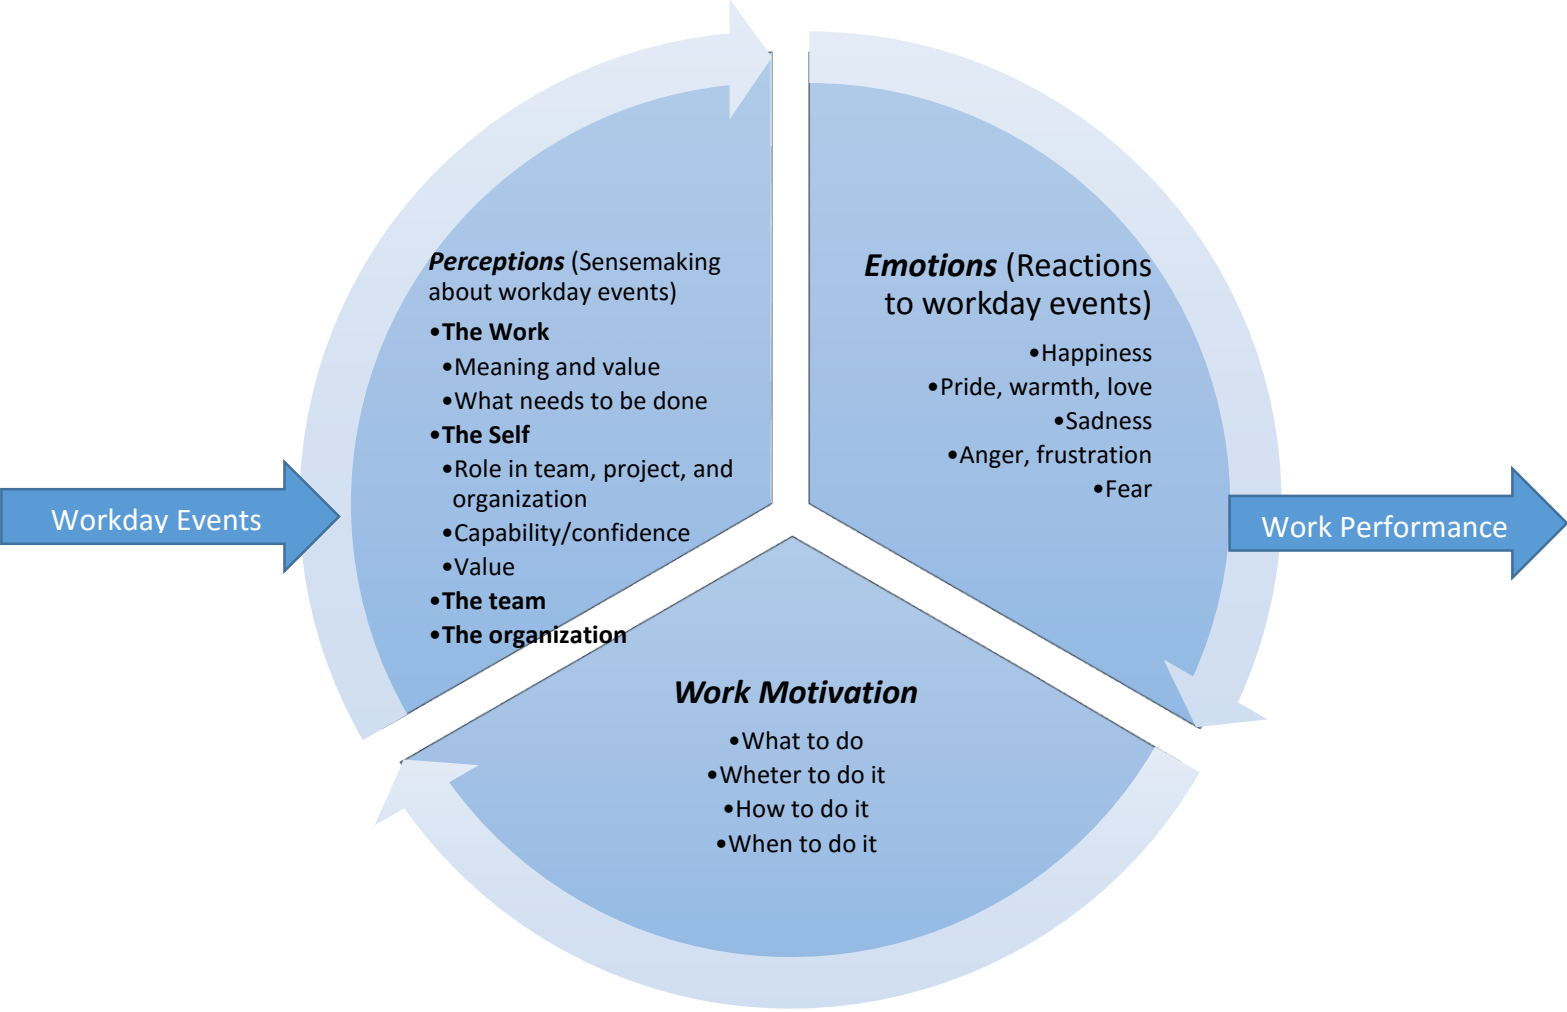 Workday Events
Perceptions (Sensemaking
about workday events)
•The Work
•Meaning and value
•What needs to be done
•The Self
•Role in team, project, and
organization
•Capability/confidence
•Value
•The team
•The organization
Emotions (Reactions
to workday events)
•Happiness
•Pride, warmth, love
•Sadness
•Anger, frustration
•Fear
Work Motivation
•What to do
•Wheter to do it
•How to do it
•When to do it
Work Performance